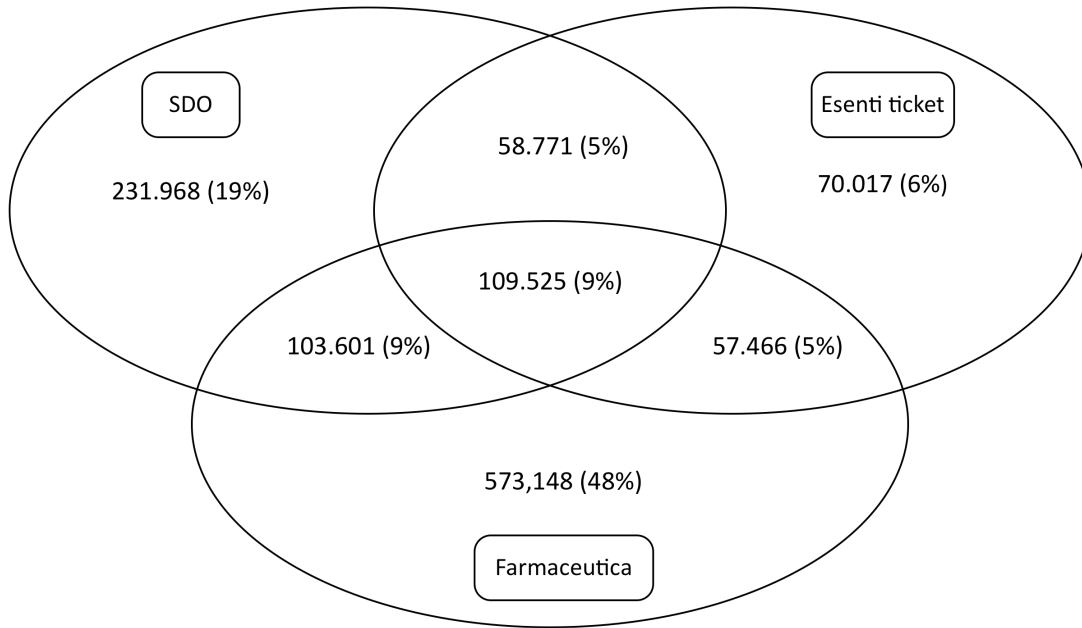 SDO
Esenti ticket
58.771 (5%)
231.968 (19%)
70.017 (6%)
109.525 (9%)
103.601 (9%)
57.466 (5%)
573,148 (48%)
Farmaceutica